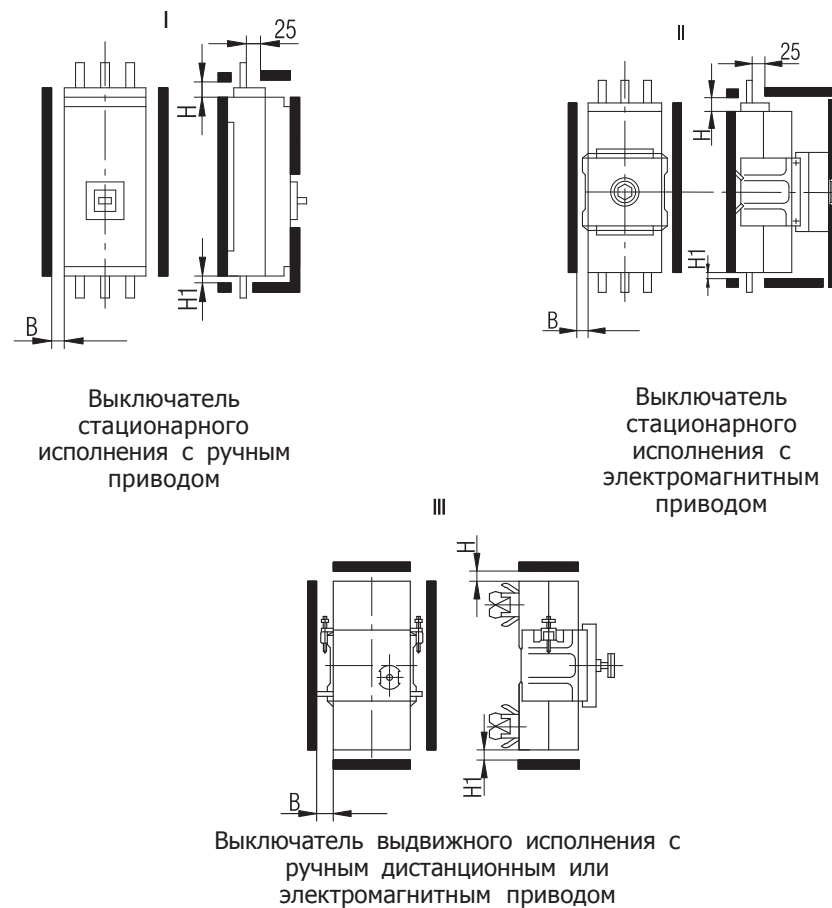 I
25
H
H1
B
Выключатель
стационарного
исполнения с ручным
приводом
II
25
H
H1
B
Выключатель
стационарного
исполнения с
электромагнитным
приводом
III
H
H1
B
Выключатель выдвижного исполнения с
ручным дистанционным или
электромагнитным приводом